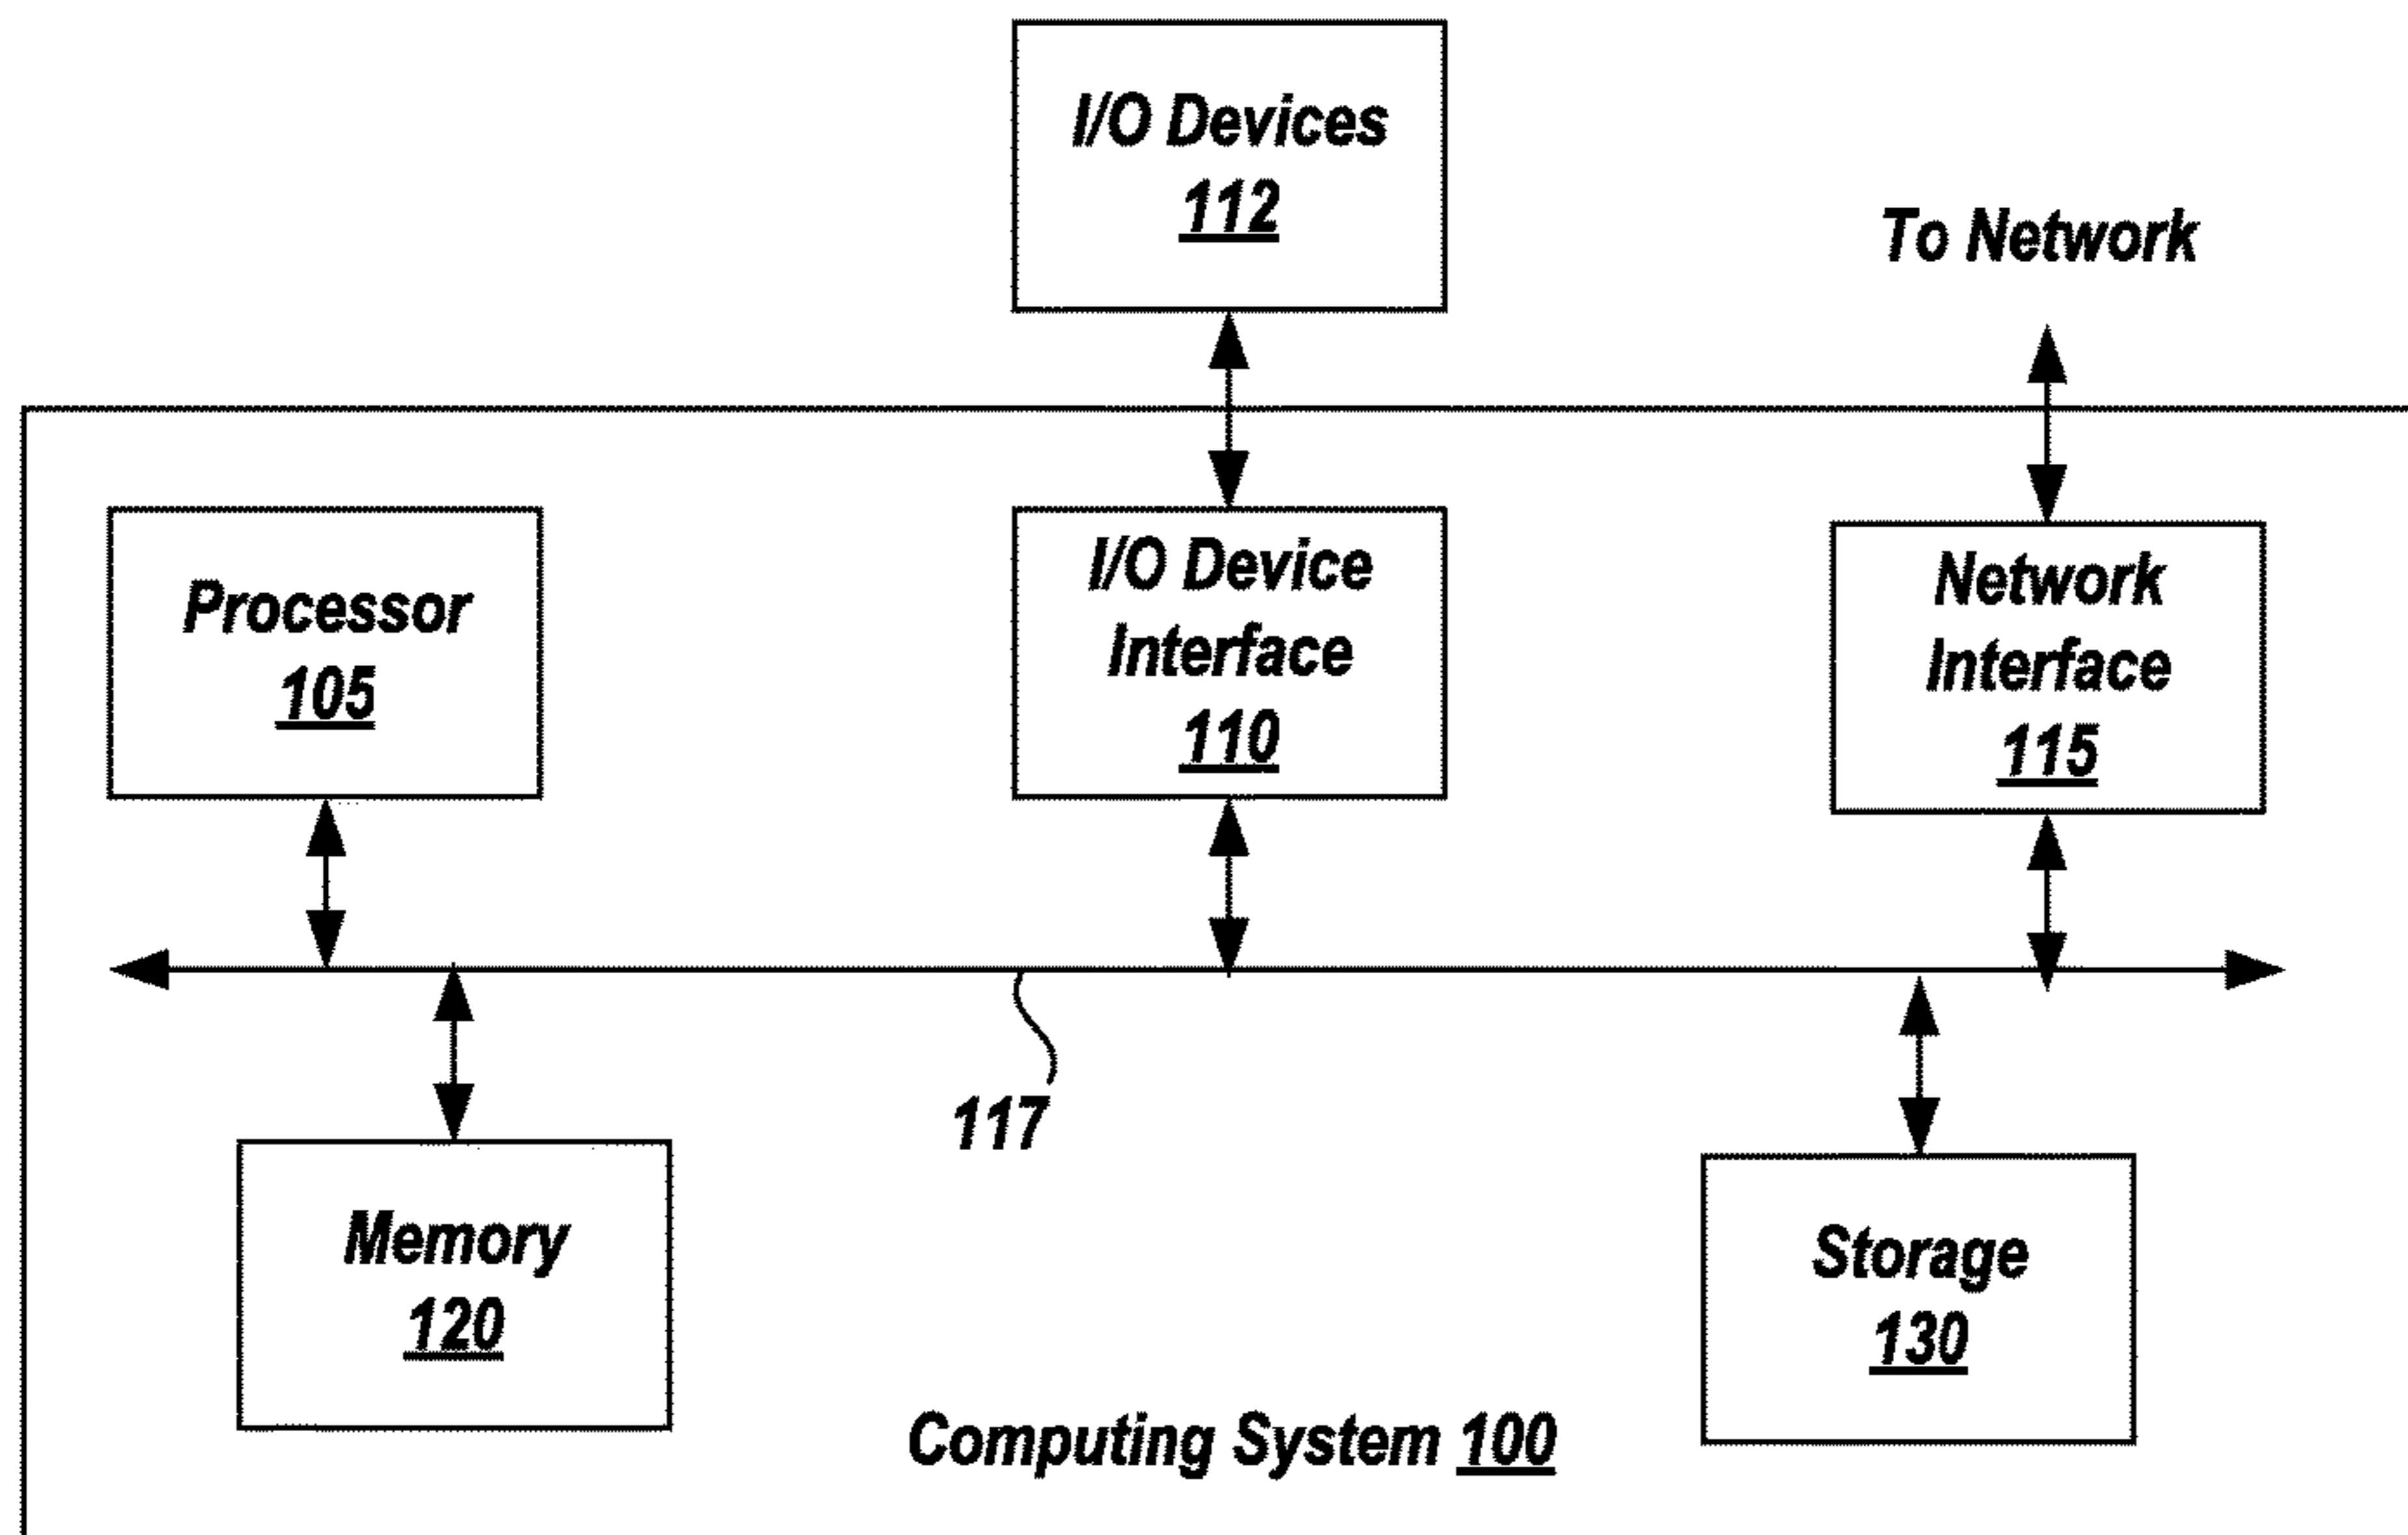 I/O Devices
112
To Network
Processor
105
I/O Device
Interface
110
Network
Interface
115
117
Memory
120
Storage
130
Computing System 100